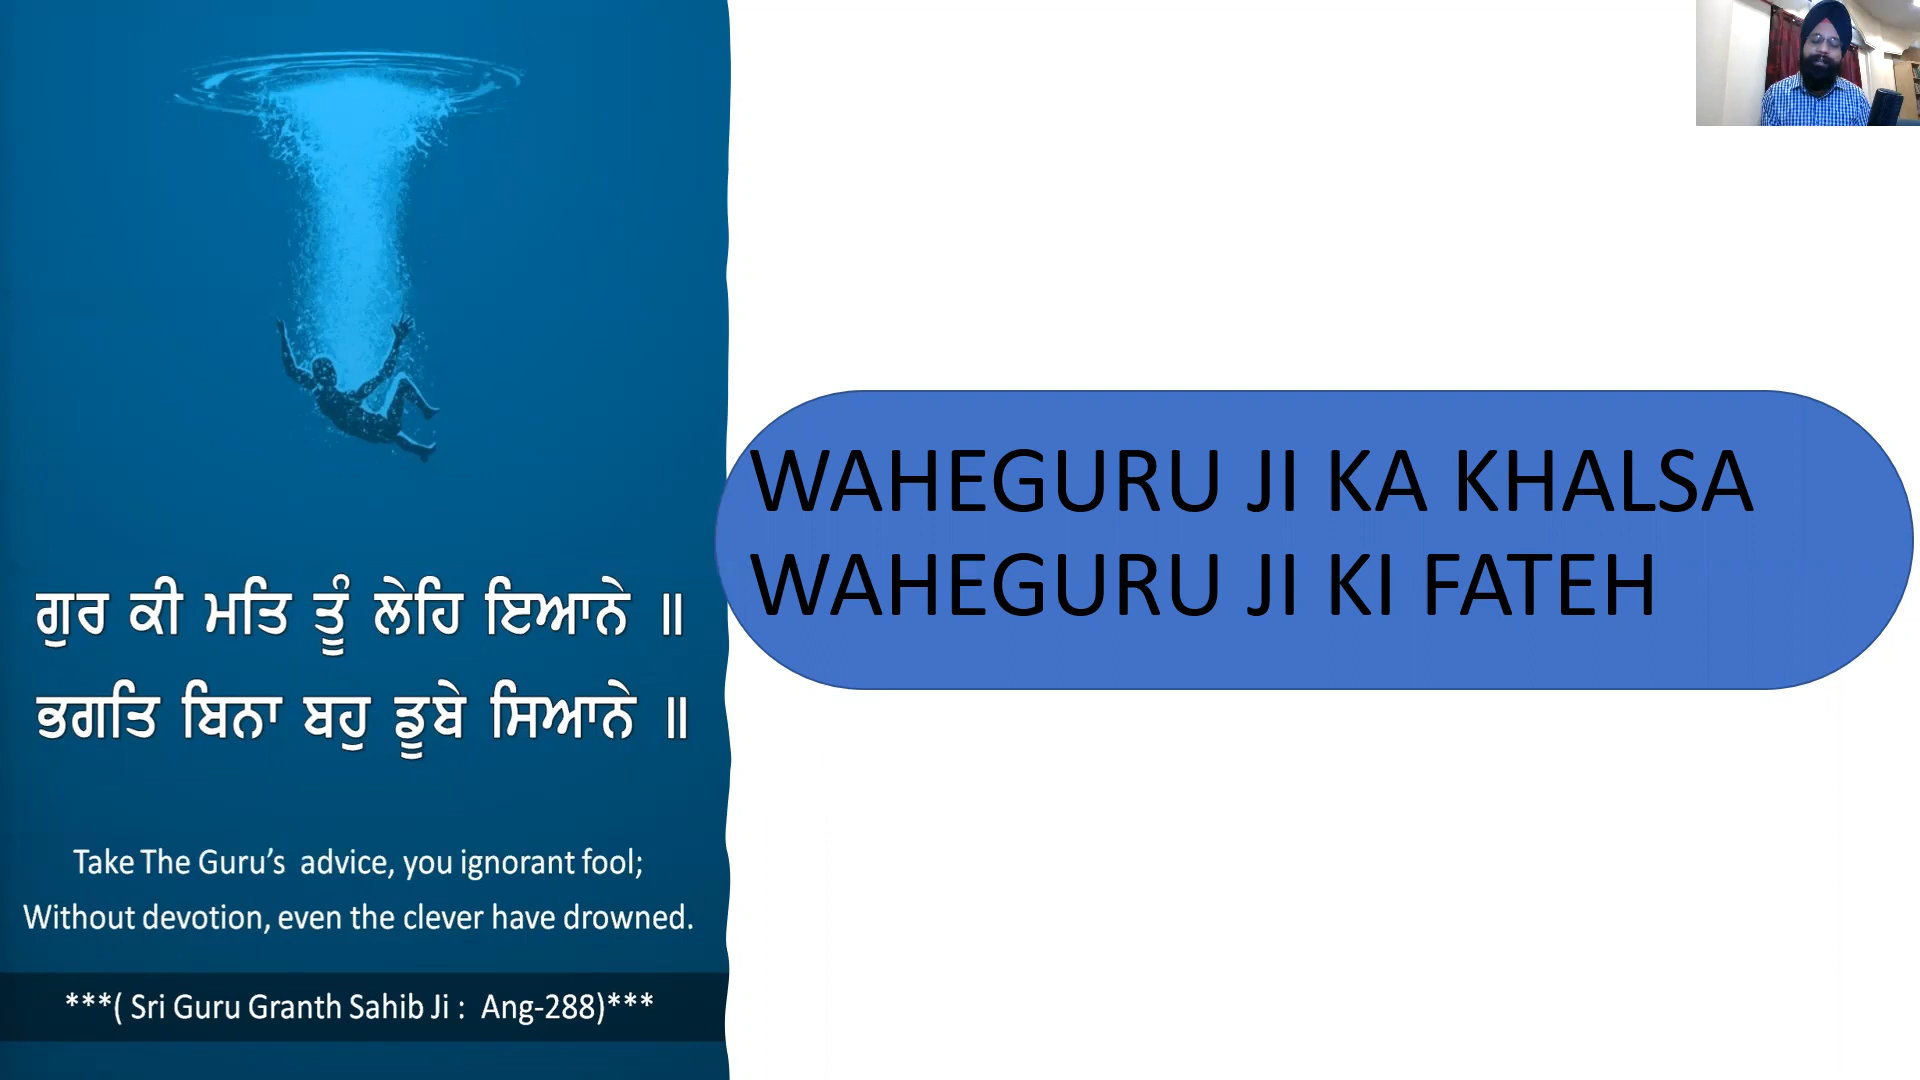 ਗੁਰ ਕੀ ਮਤਿ ਤੂੰ ਲੇਹਿ ਇਆਨੇ ॥
ਭਗਤਿ ਬਿਨਾ ਬਹੁ ਡੂਬੇ ਸਿਆਨੇ ॥
Take The Guru’s advice, you ignorant fool;
Without devotion, even the clever have drowned.
***( Sri Guru Granth Sahib Ji : Ang-288)***
WAHEGURU JI KA KHALSA
WAHEGURU JI KI FATEH